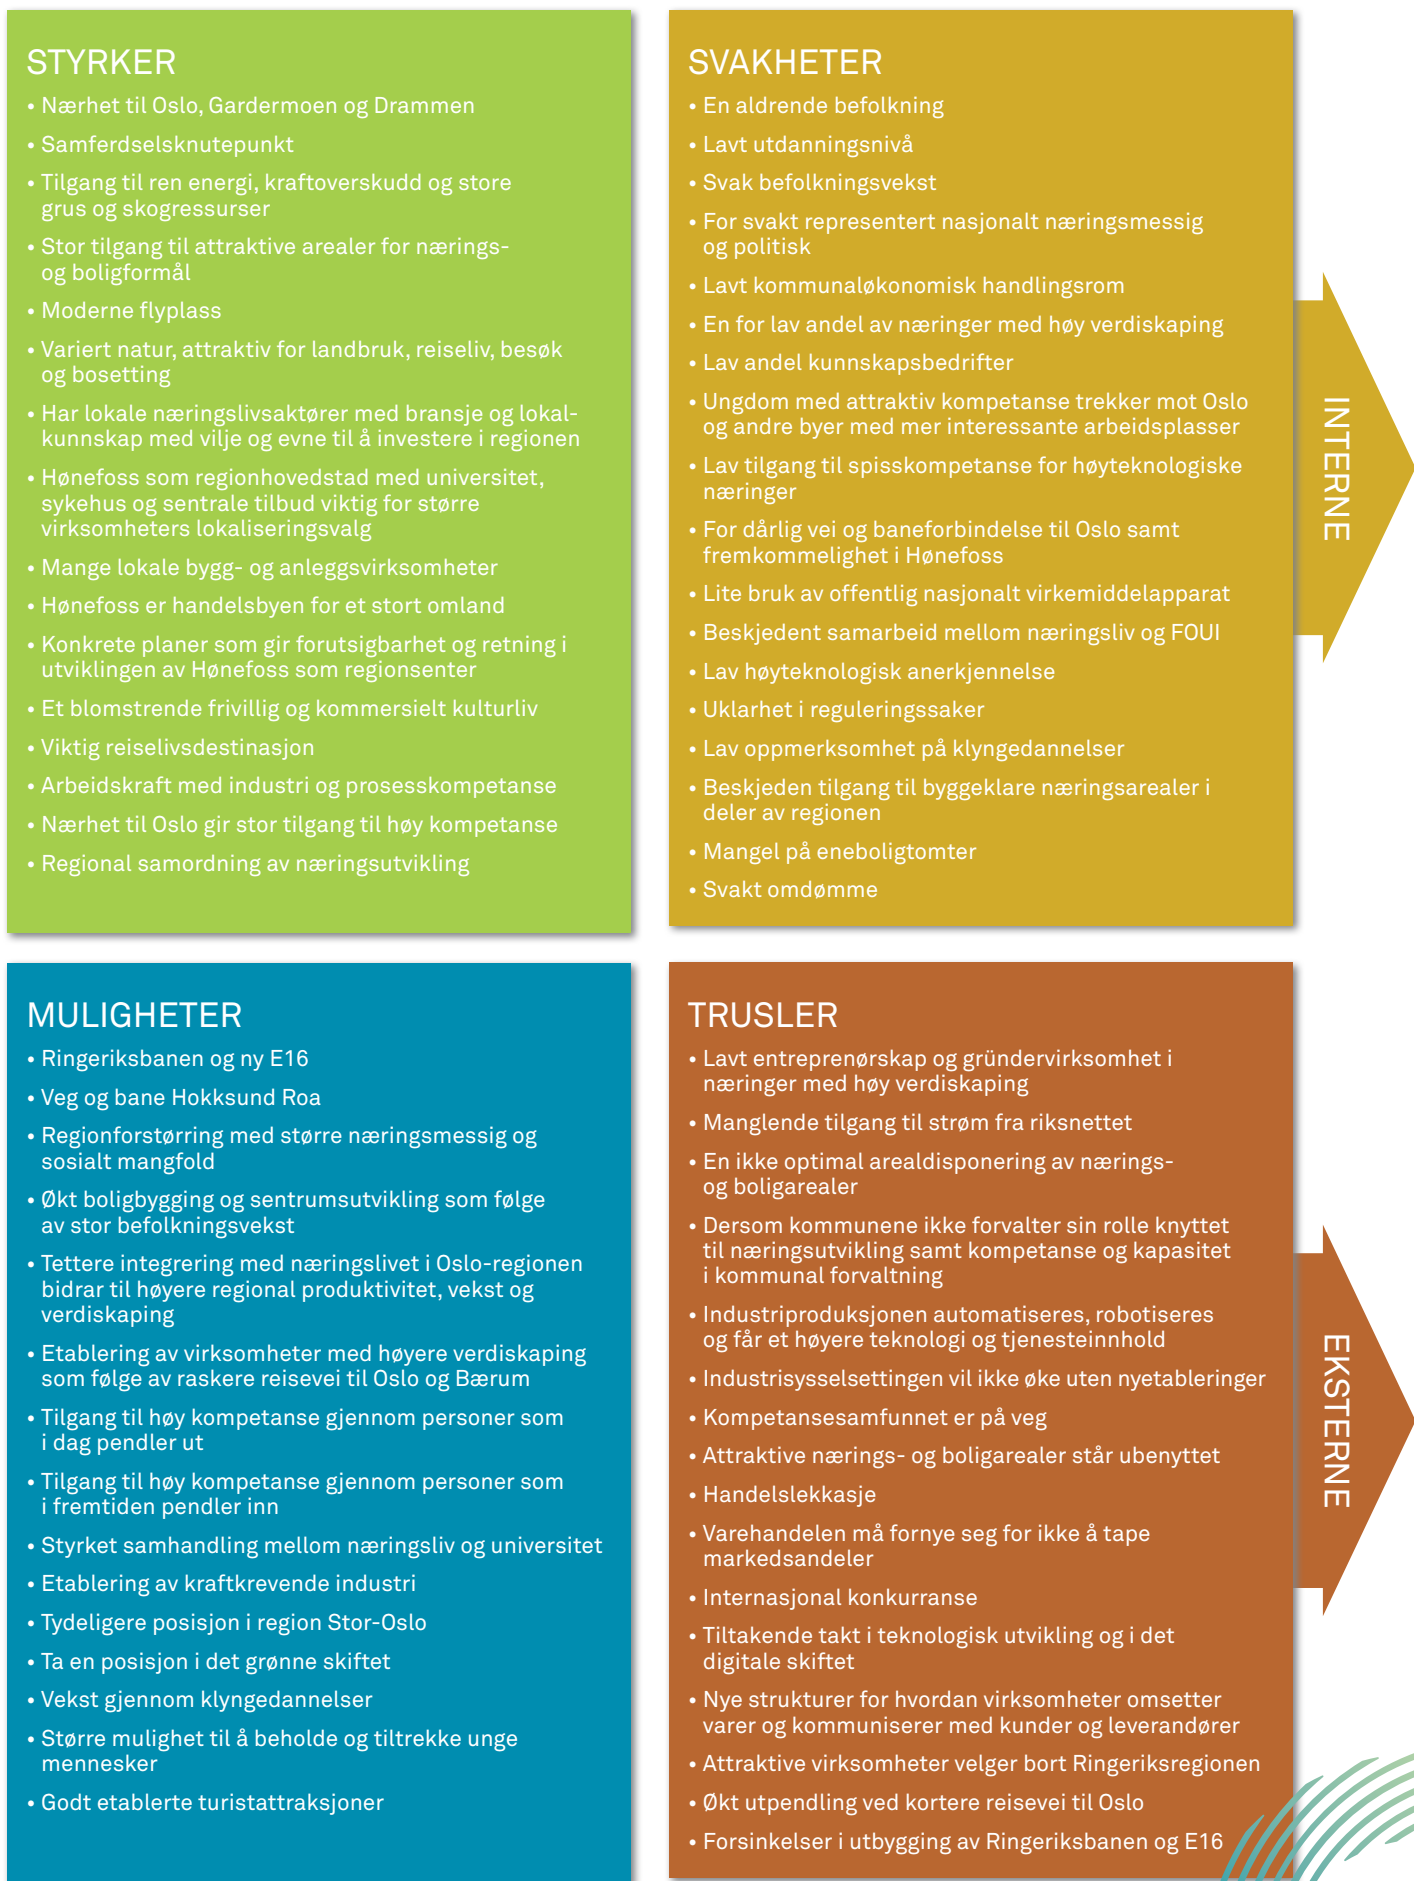 STYRKER
• Nærhet til Oslo, Gardermoen og Drammen
• Samferdselsknutepunkt
• Tilgang til ren energi, kraftoverskudd og store
grus og skogressurser
• Stor tilgang til attraktive arealer for nærings-
og boligformål
• Moderne flyplass
• Variert natur, attraktiv for landbruk, reiseliv, besøk
og bosetting
• Har lokale næringslivsaktører med bransje og lokal-
kunnskap med vilje og evne til å investere i regionen
• Hønefoss som regionhovedstad med universitet,
sykehus og sentrale tilbud viktig for større
virksomheters lokaliseringsvalg
• Mange lokale bygg- og anleggsvirksomheter
• Hønefoss er handelsbyen for et stort omland
• Konkrete planer som gir forutsigbarhet og retning i
utviklingen av Hønefoss som regionsenter
• Et blomstrende frivillig og kommersielt kulturliv
• Viktig reiselivsdestinasjon
• Arbeidskraft med industri og prosesskompetanse
• Nærhet til Oslo gir stor tilgang til høy kompetanse
• Regional samordning av næringsutvikling
SVAKHETER
• En aldrende befolkning
• Lavt utdanningsnivå
• Svak befolkningsvekst
• For svakt representert nasjonalt næringsmessig
og politisk
• Lavt kommunaløkonomisk handlingsrom
• En for lav andel av næringer med høy verdiskaping
• Lav andel kunnskapsbedrifter
• Ungdom med attraktiv kompetanse trekker mot Oslo
og andre byer med mer interessante arbeidsplasser
• Lav tilgang til spisskompetanse for høyteknologiske
næringer
• For dårlig vei og baneforbindelse til Oslo samt
fremkommelighet i Hønefoss
• Lite bruk av offentlig nasjonalt virkemiddelapparat
• Beskjedent samarbeid mellom næringsliv og FOUI
• Lav høyteknologisk anerkjennelse
• Uklarhet i reguleringssaker
• Lav oppmerksomhet på klyngedannelser
• Beskjeden tilgang til byggeklare næringsarealer i
deler av regionen
• Mangel på eneboligtomter
• Svakt omdømme
INTERNE
MULIGHETER
• Ringeriksbanen og ny E16
• Veg og bane Hokksund Roa
• Regionforstørring med større næringsmessig og
sosialt mangfold
• Økt boligbygging og sentrumsutvikling som følge
av stor befolkningsvekst
• Tettere integrering med næringslivet i Oslo-regionen
bidrar til høyere regional produktivitet, vekst og
verdiskaping
• Etablering av virksomheter med høyere verdiskaping
som følge av raskere reisevei til Oslo og Bærum
• Tilgang til høy kompetanse gjennom personer som
i dag pendler ut
• Tilgang til høy kompetanse gjennom personer som
i fremtiden pendler inn
• Styrket samhandling mellom næringsliv og universitet
• Etablering av kraftkrevende industri
• Tydeligere posisjon i region Stor-Oslo
• Ta en posisjon i det grønne skiftet
• Vekst gjennom klyngedannelser
• Større mulighet til å beholde og tiltrekke unge
mennesker
• Godt etablerte turistattraksjoner
TRUSLER
• Lavt entreprenørskap og gründervirksomhet i
næringer med høy verdiskaping
• Manglende tilgang til strøm fra riksnettet
• En ikke optimal arealdisponering av nærings-
og boligarealer
• Dersom kommunene ikke forvalter sin rolle knyttet
til næringsutvikling samt kompetanse og kapasitet
i kommunal forvaltning
• Industriproduksjonen automatiseres, robotiseres
og får et høyere teknologi og tjenesteinnhold
• Industrisysselsettingen vil ikke øke uten nyetableringer
• Kompetansesamfunnet er på veg
• Attraktive nærings- og boligarealer står ubenyttet
• Handelslekkasje
• Varehandelen må fornye seg for ikke å tape
markedsandeler
• Internasjonal konkurranse
• Tiltakende takt i teknologisk utvikling og i det
digitale skiftet
• Nye strukturer for hvordan virksomheter omsetter
varer og kommuniserer med kunder og leverandører
• Attraktive virksomheter velger bort Ringeriksregionen
• Økt utpendling ved kortere reisevei til Oslo
• Forsinkelser i utbygging av Ringeriksbanen og E16
EKSTERNE